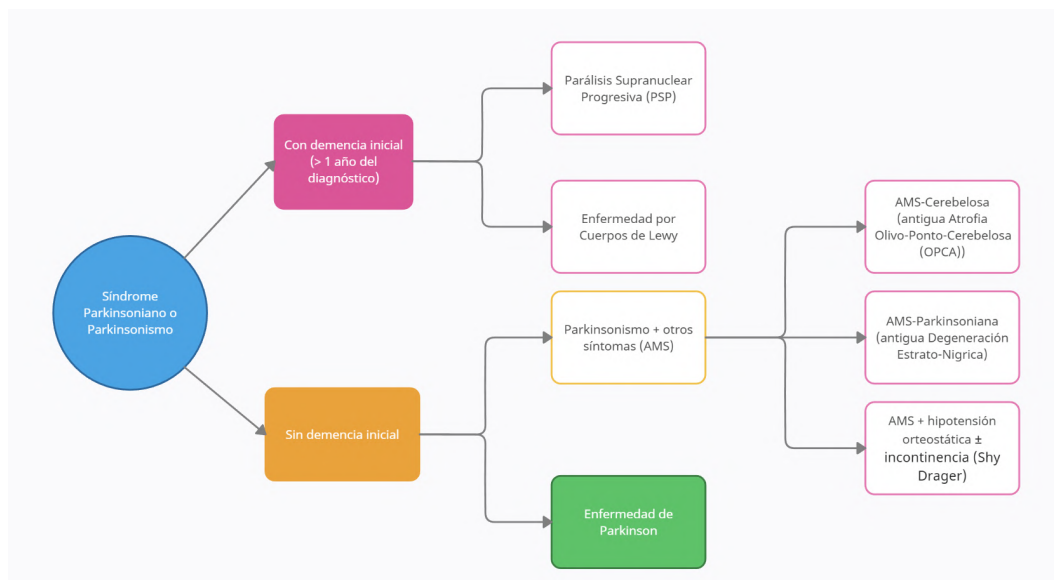 Parálisis Supranuclear
Progresiva (PSP)
Con demencia inicial
(> 1 año del
diagnóstico)
Enfermedad por
Cuerpos de Lewy
AMS-Cerebelosa
(antigua Atrofia
Olivo-Ponto-Cerebelosa
(OPCA))
Síndrome
Parkinsoniano o
Parkinsonismo
Parkinsonismo + otros
síntomas (AMS)
AMS-Parkinsoniana
(antigua Degeneración
Estrato-Nigrica)
Sin demencia inicial
AMS + hipotensión
orteostática ±
incontinencia (Shy
Drager)
Enfermedad de
Parkinson